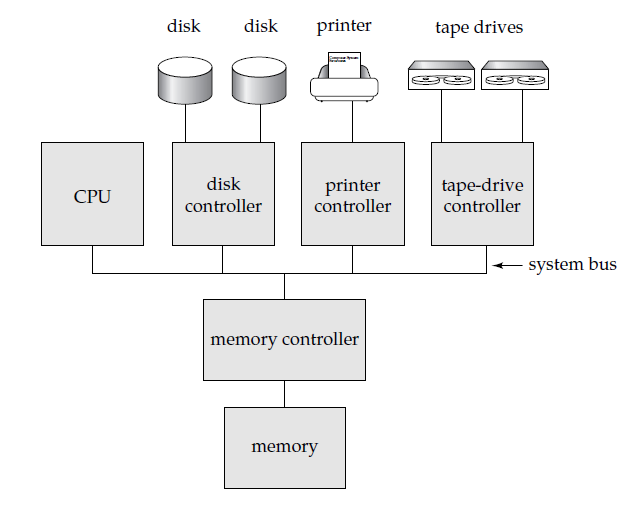 disk disk printer tape drives
CPU
disk
controller
printer
controller
tape-drive
controller
system bus
memory controller
memory